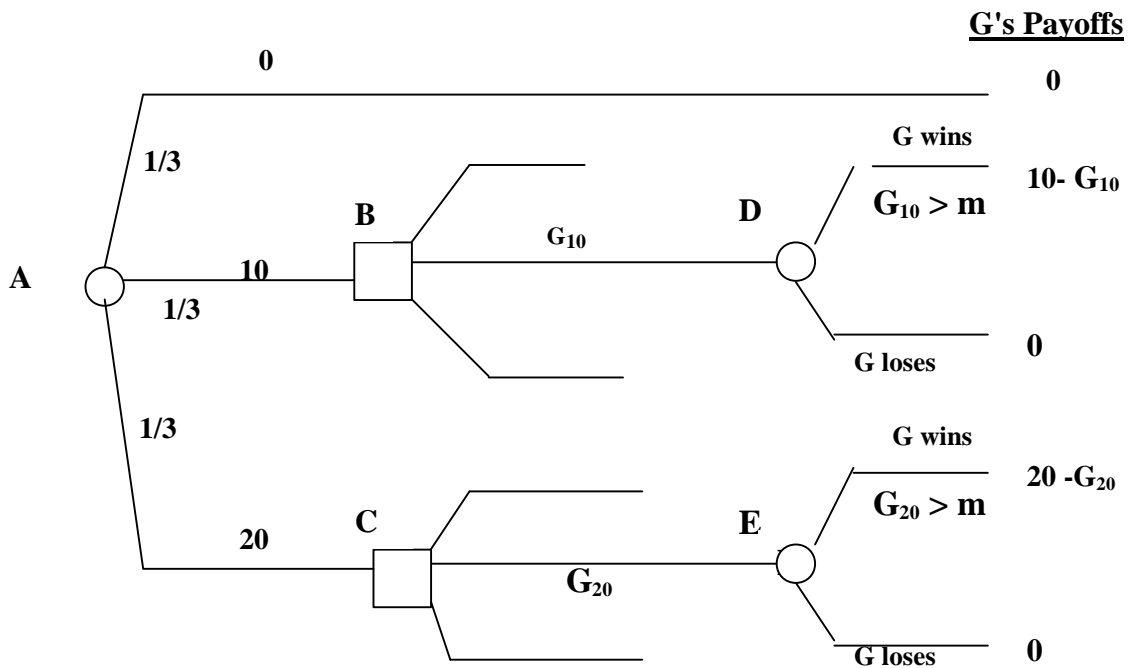 G's Payoffs
0
0
1/3
G wins
10- G₁₀
G₁₀ > m
B
D
G₁₀
A
10
1/3
G loses
0
1/3
G wins
20 -G₂₀
G₂₀ > m
C
E
20
G₂₀
G loses
0